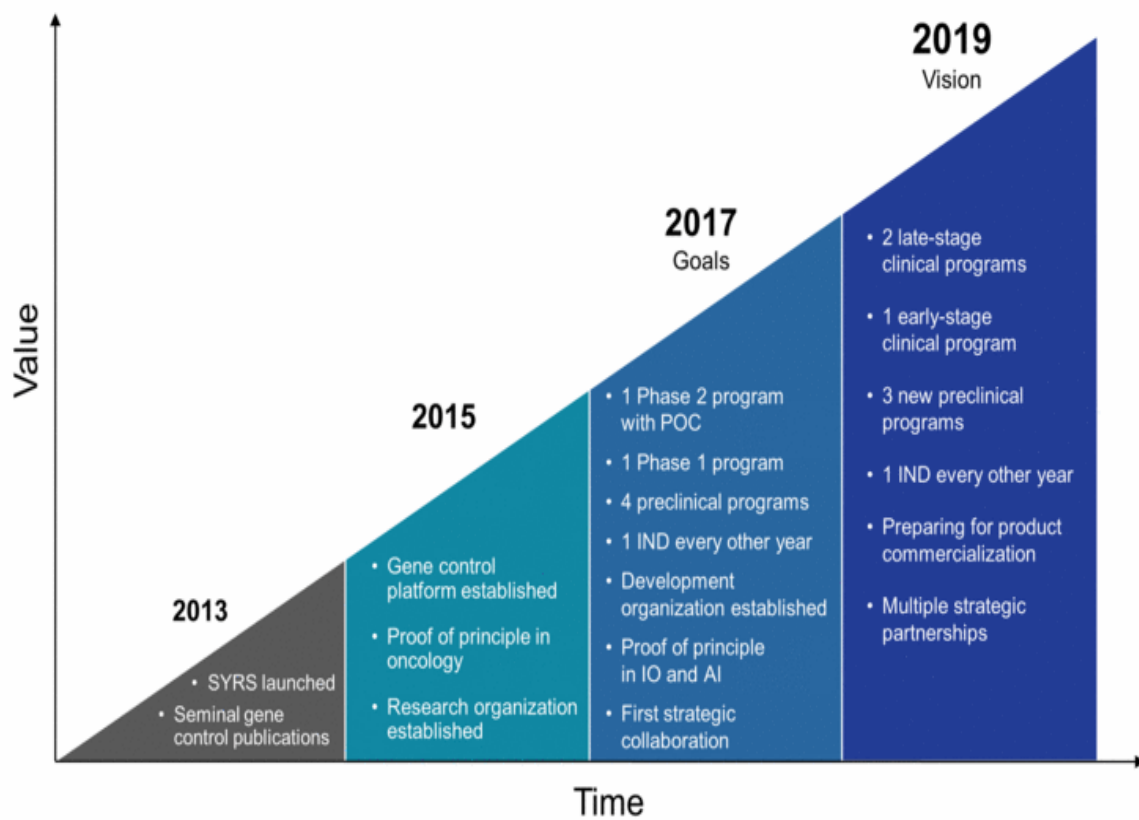 Value
2013
• SYRS launched
• Seminal gene
control publications
2015
• Gene control
platform established
• Proof of principle in
oncology
• Research organization
established
2017
Goals
• 1 Phase 2 program
with POC
• 1 Phase 1 program
• 4 preclinical programs
• 1 IND every other year
• Development
organization established
• Proof of principle
in IO and AI
• First strategic
collaboration
2019
Vision
• 2 late-stage
clinical programs
• 1 early-stage
clinical program
• 3 new preclinical
programs
• 1 IND every other year
• Preparing for product
commercialization
• Multiple strategic
partnerships
Time